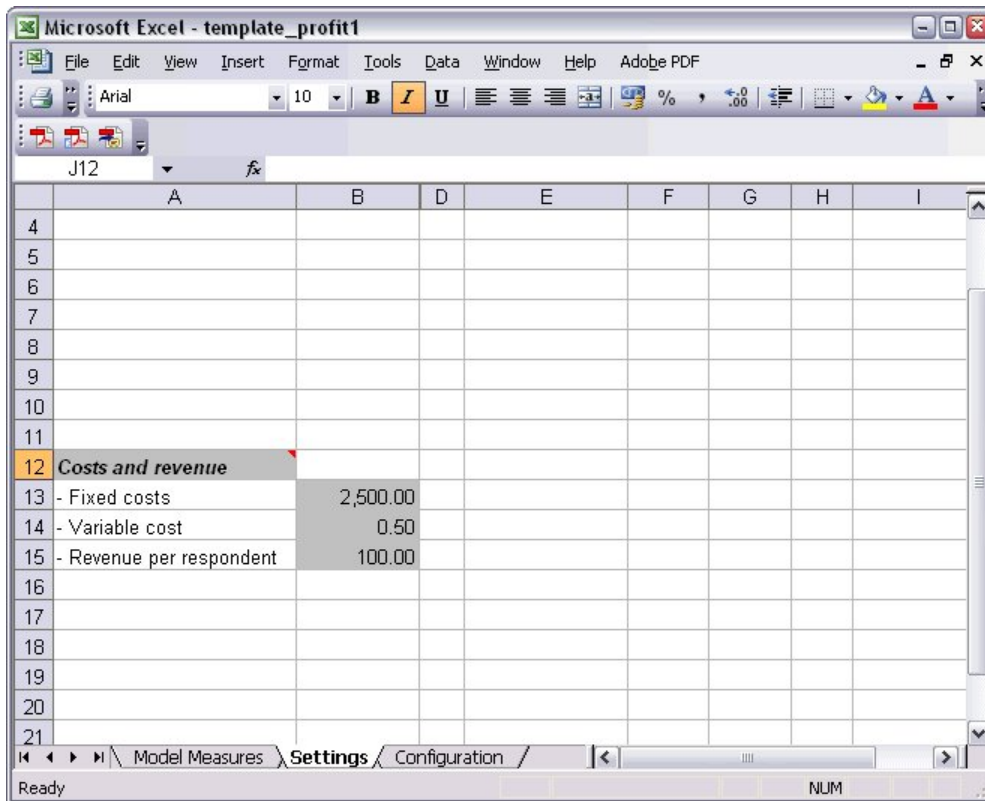 Microsoft Excel - template_profit1
File Edit View Insert Format Tools Data Window Help Adobe PDF
Arial 10 B I U % , .00
J12 fx
A B D E F G H I
4
5
6
7
8
9
10
11
12 Costs and revenue
13 - Fixed costs 2,500.00
14 - Variable cost 0.50
15 - Revenue per respondent 100.00
16
17
18
19
20
21
Model Measures Settings Configuration
Ready NUM